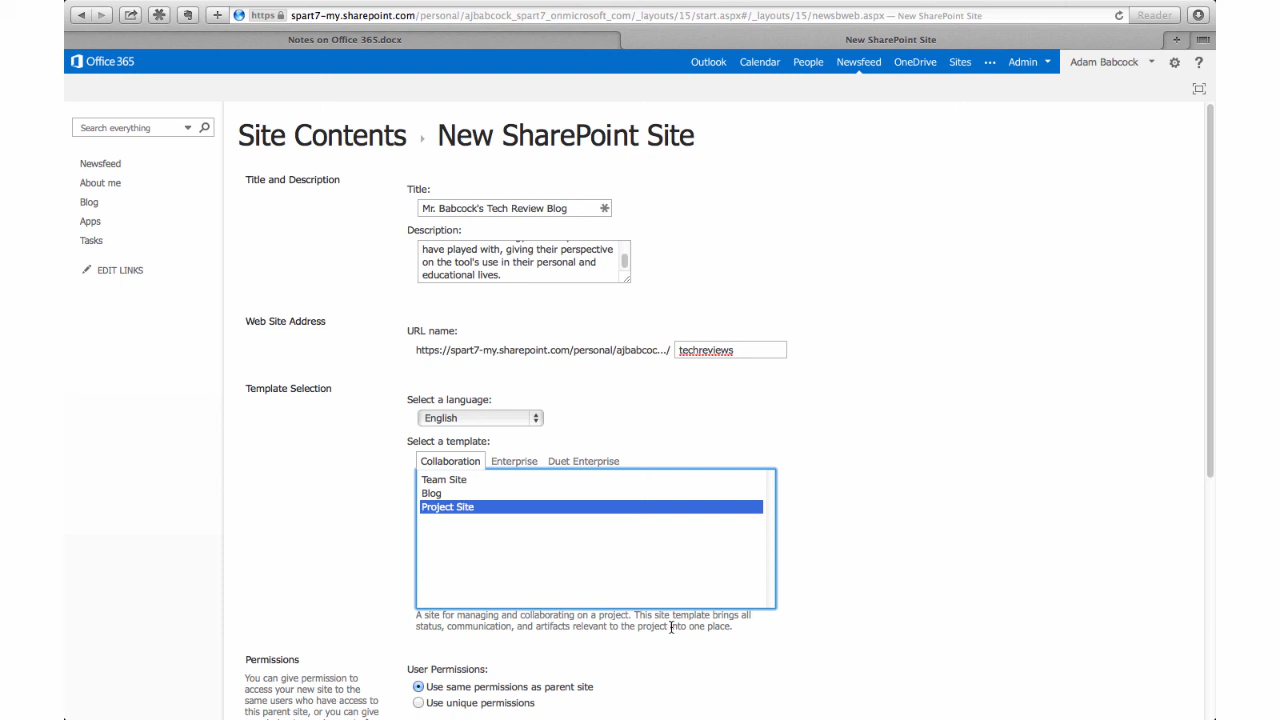 https spart7-my.sharepoint.com/personal/ajbabcock_spart7_onmicrosoft_com/_layouts/15/start.aspx#/_layouts/15/newsbweb.aspx — New SharePoint Site Reader
Notes on Office 365.docx New SharePoint Site
Office 365 Outlook Calendar People Newsfeed OneDrive Sites ••• Admin Adam Babcock ?
Search everything
Newsfeed
About me
Blog
Apps
Tasks
EDIT LINKS
Site Contents › New SharePoint Site
Title and Description
Title:
Mr. Babcock's Tech Review Blog
Description:
have played with, giving their perspective
on the tool's use in their personal and
educational lives.
Web Site Address
URL name:
https://spart7-my.sharepoint.com/personal/ajbabcoc.../ techreviews
Template Selection
Select a language:
English
Select a template:
Collaboration Enterprise Duet Enterprise
Team Site
Blog
Project Site
A site for managing and collaborating on a project. This site template brings all
status, communication, and artifacts relevant to the project into one place.
Permissions
You can give permission to
access your new site to the
same users who have access to
this parent site, or you can give
User Permissions:
Use same permissions as parent site
Use unique permissions